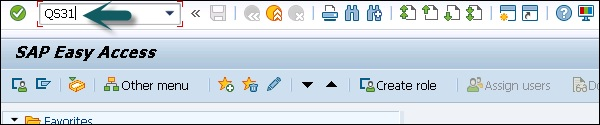 QS31
SAP Easy Access
Other menu
Create role
Assign users
Favorites